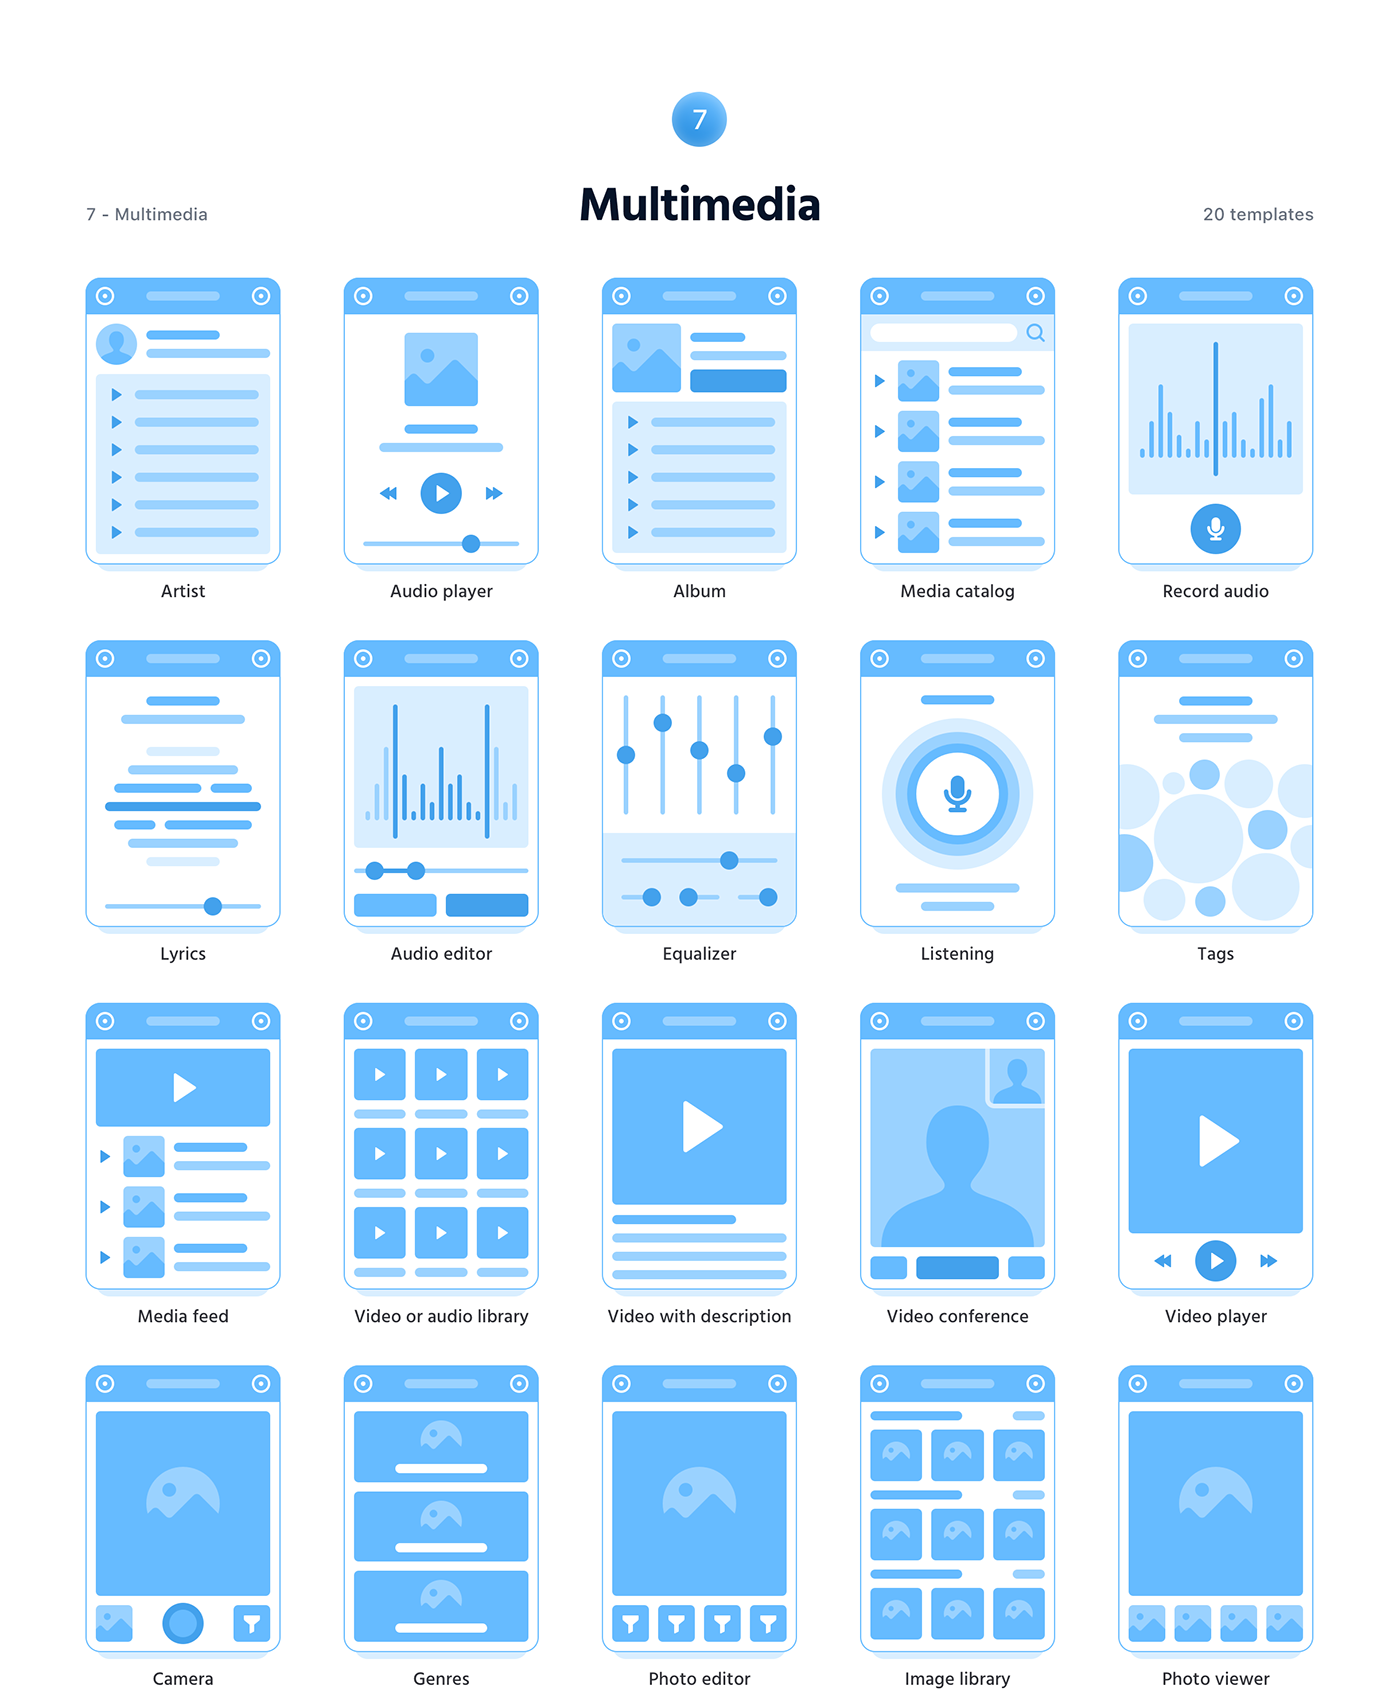 7
Multimedia
7 - Multimedia
20 templates
Artist
Audio player
Album
Media catalog
Record audio
Lyrics
Audio editor
Equalizer
Listening
Tags
Media feed
Video or audio library
Video with description
Video conference
Video player
Camera
Genres
Photo editor
Image library
Photo viewer